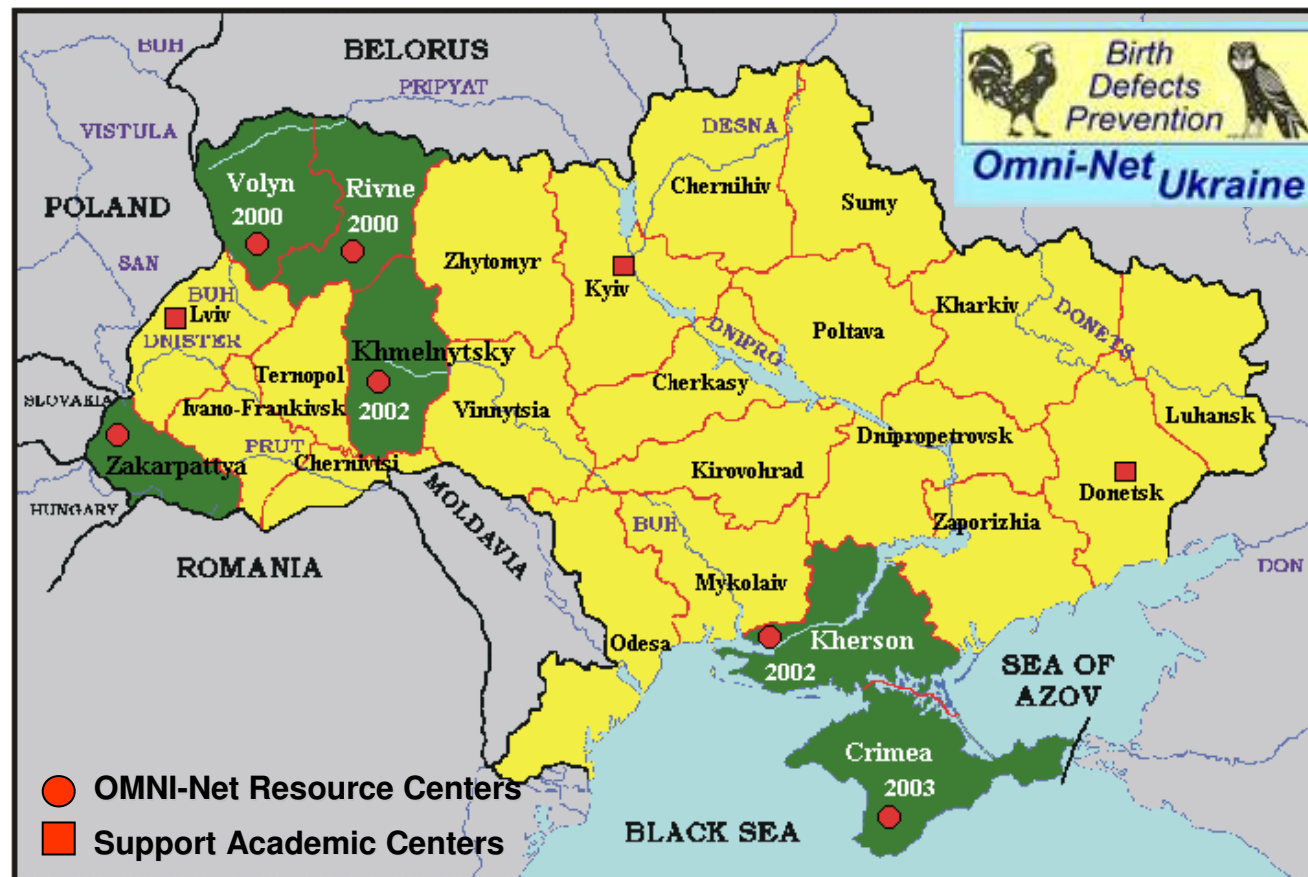 BUH
BELORUS
PRIPYAT
VISTULA
DESNA
Birth
Defects
Prevention
Omni-Net Ukraine
POLAND
Volyn
2000
Rivne
2000
Chernihiv
Sumy
SAN
Zhytomyr
Kyiv
BUH
Lviv
DNISTER
Kharkiv
DONETS
DNIPRO
Poltava
Khmelnytsky
2002
Ternopol
Cherkasy
SLOVAKIA
Ivano-Frankivsk
Vinnytsia
Luhansk
PRUT
Chernivtsi
Dnipropetrovsk
Zakarpattya
Kirovohrad
Donetsk
HUNGARY
MOLDAVIA
BUH
Zaporizhia
ROMANIA
Mykolaiv
DON
Odesa
Kherson
2002
SEA OF
AZOV
Crimea
2003
BLACK SEA
OMNI-Net Resource Centers
Support Academic Centers